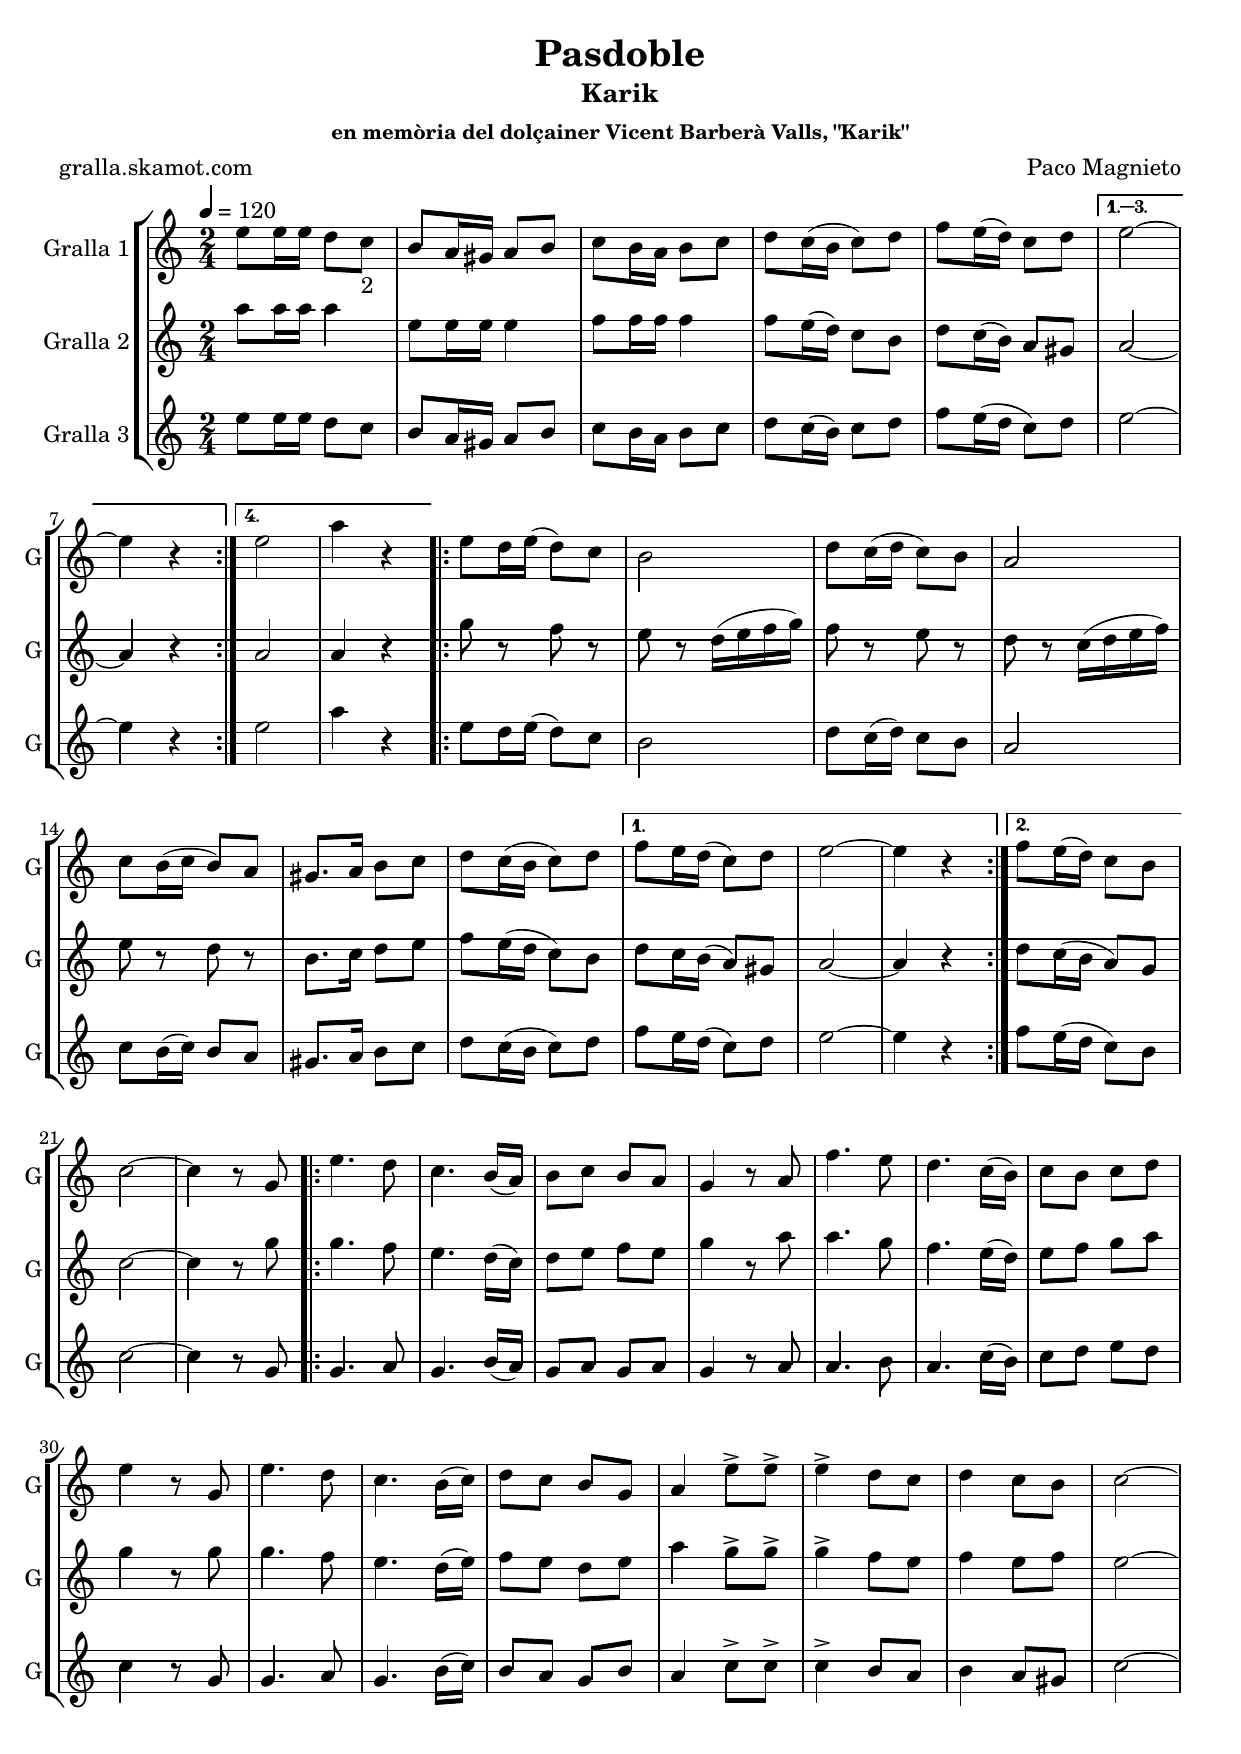 Pasdoble
Karik
en memòria del dolçainer Vicent Barberà Valls, "Karik"
gralla.skamot.com Paco Magnieto
= 120
1.—3.
Gralla 1
2
Gralla 2
Gralla 3
7
4.
G
G
G
14
1. 2.
G
G
G
21
G
G
G
30
G
G
G